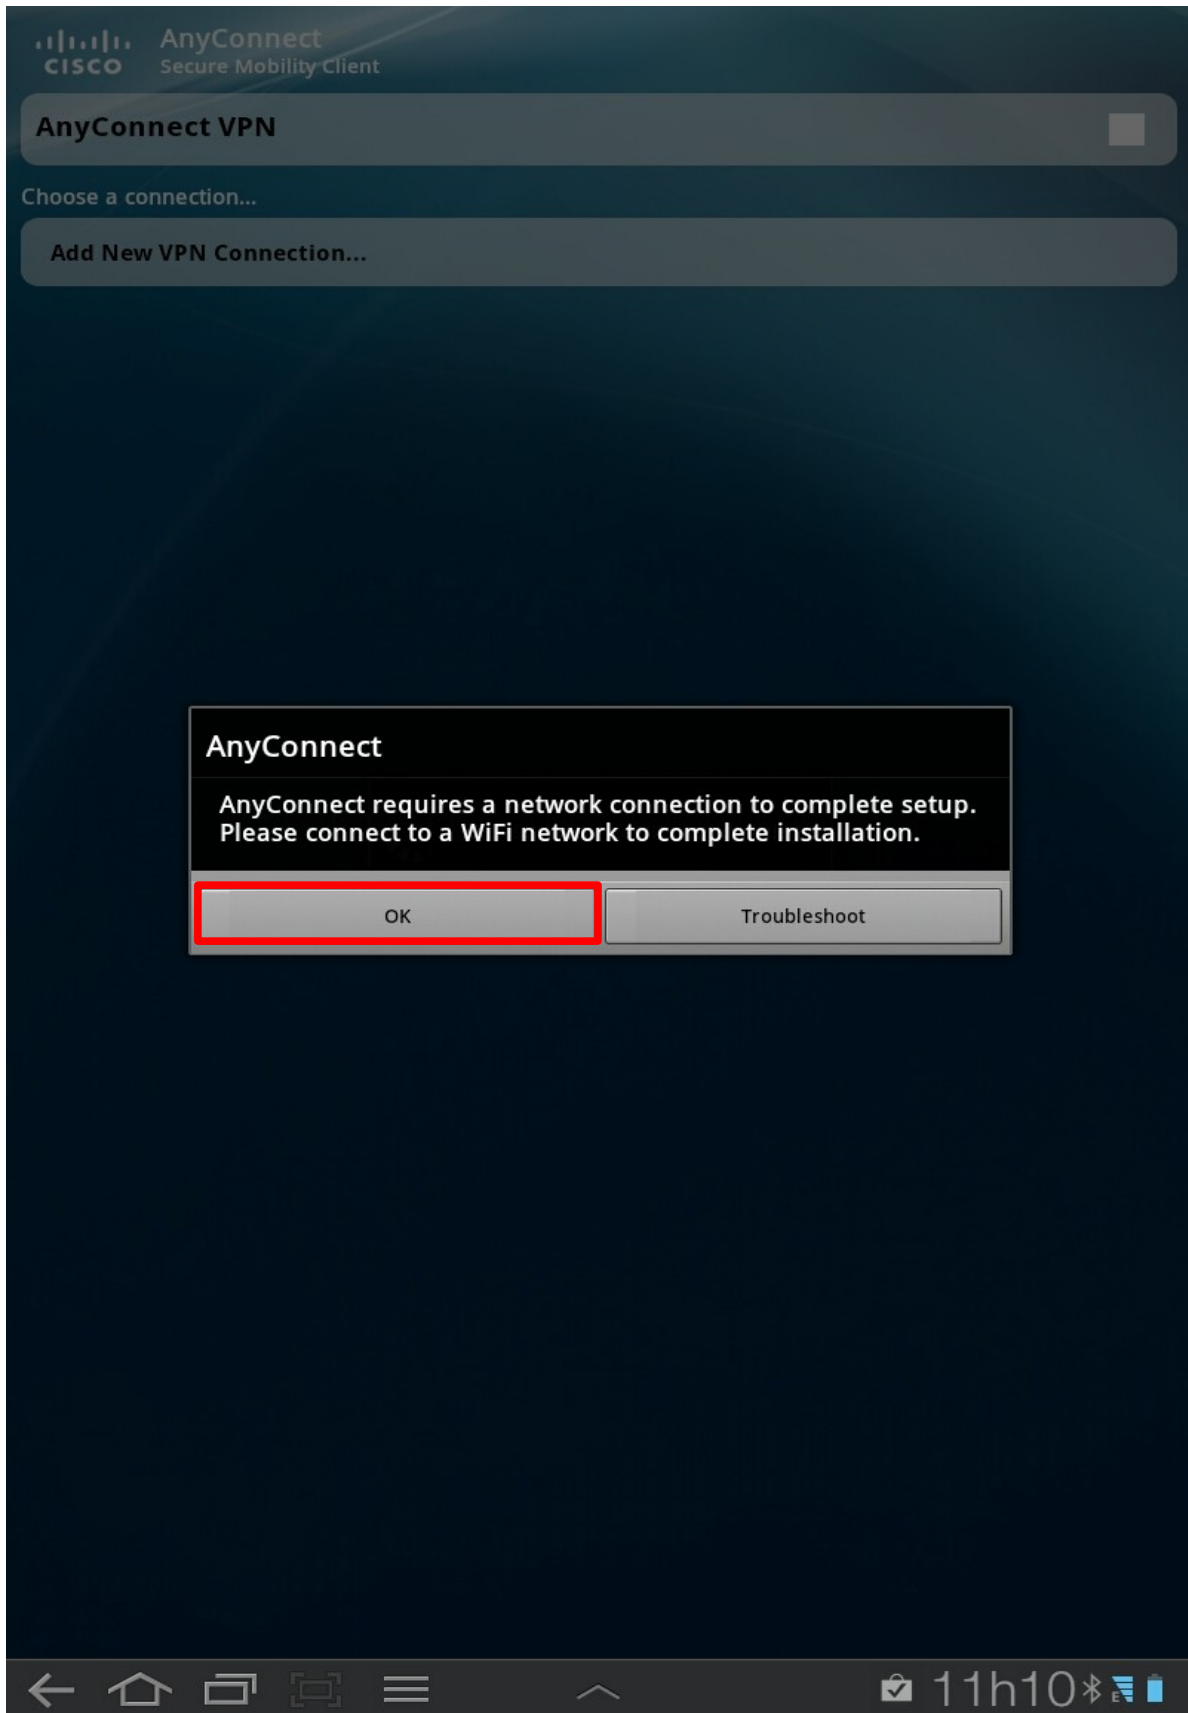 AnyConnect
CISCO Secure Mobility Client
AnyConnect VPN
Choose a connection...
Add New VPN Connection...
AnyConnect
AnyConnect requires a network connection to complete setup.
Please connect to a WiFi network to complete installation.
OK Troubleshoot
11h10 E